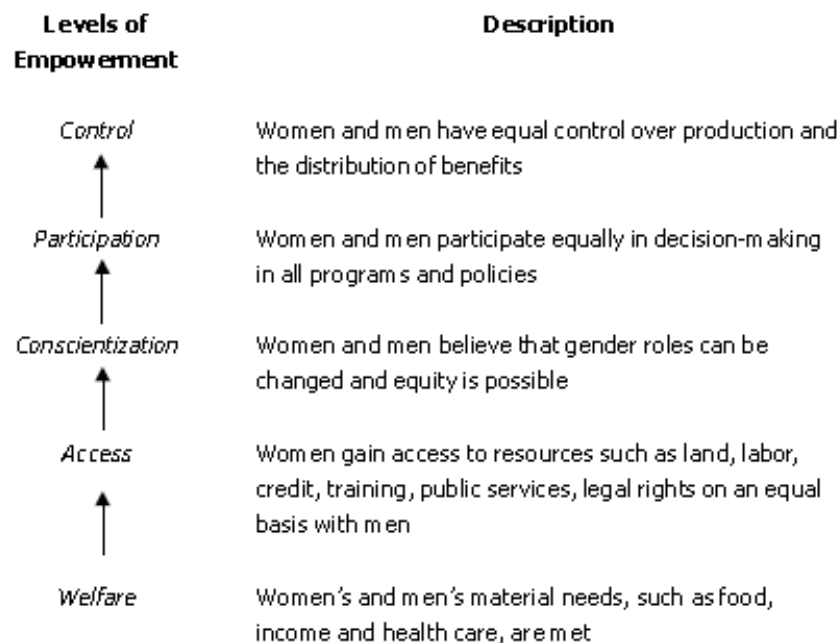 Levels of Empowerment
Description
Control
Women and men have equal control over production and
the distribution of benefits
Participation
Women and men participate equally in decision-making
in all programs and policies
Conscientization
Women and men believe that gender roles can be
changed and equity is possible
Access
Women gain access to resources such as land, labor,
credit, training, public services, legal rights on an equal
basis with men
Welfare
Women's and men's material needs, such as food,
income and health care, are met